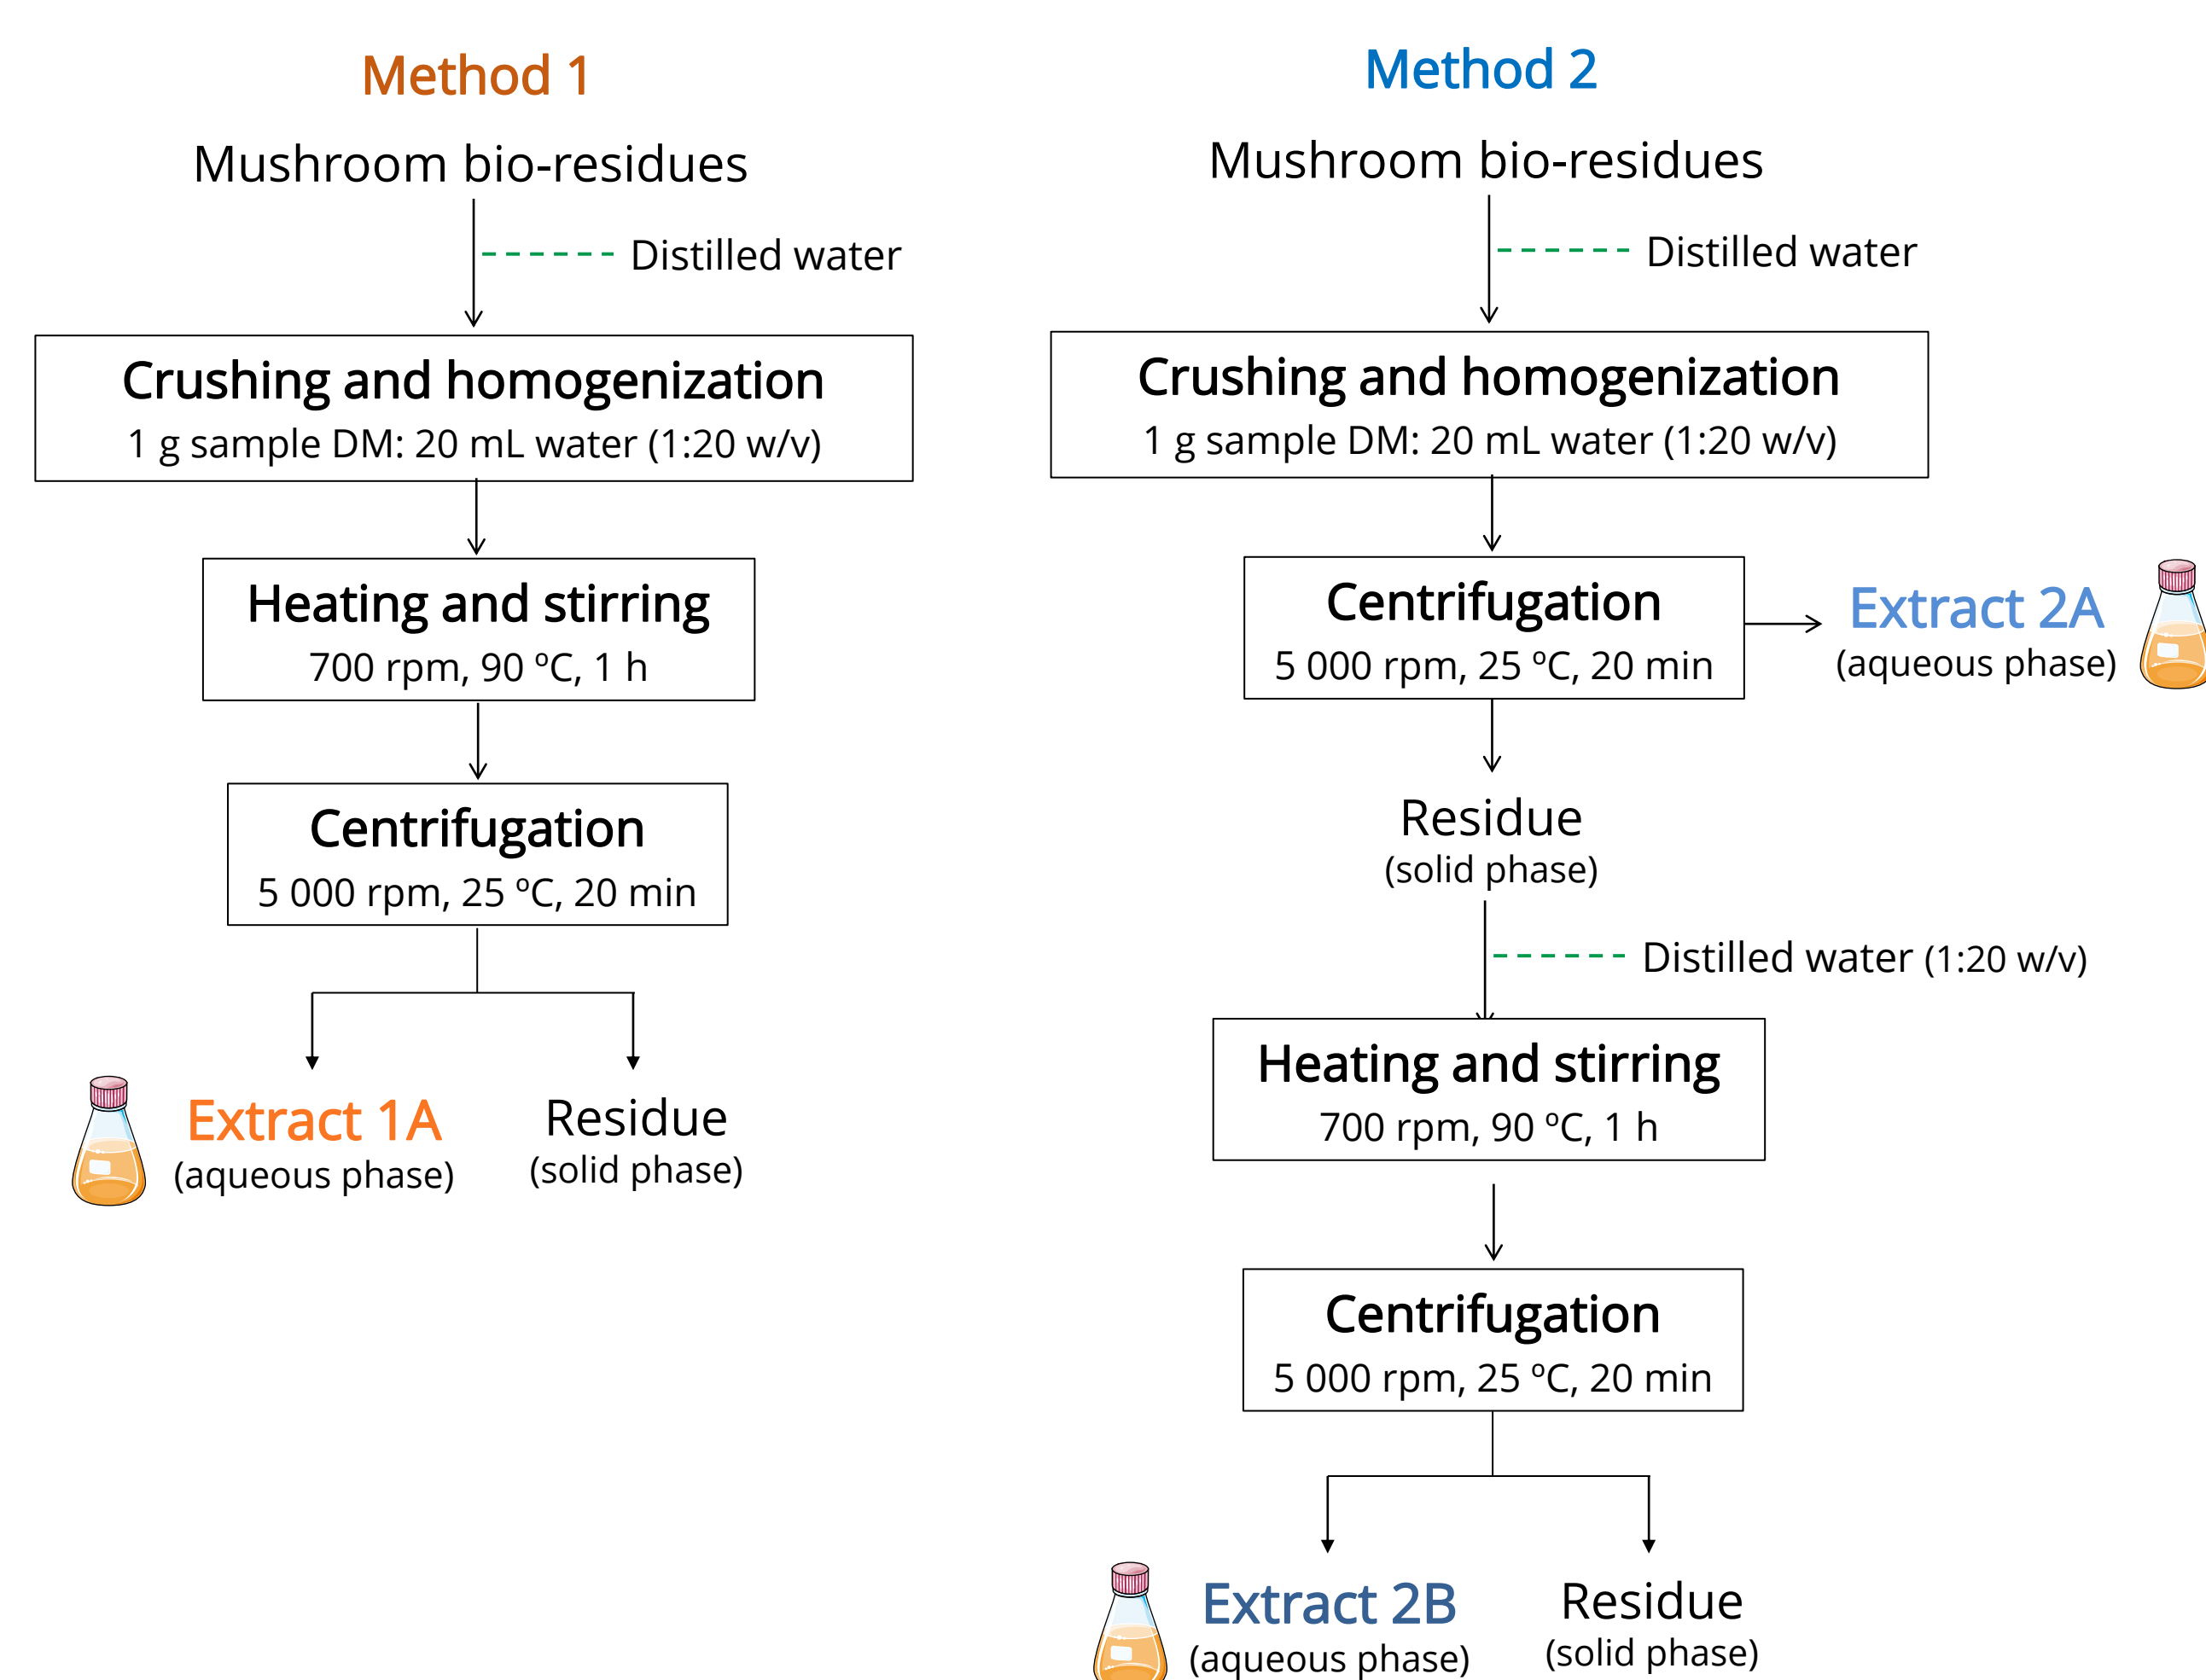 Method 1
Mushroom bio-residues
Distilled water
Crushing and homogenization
1 g sample DM: 20 mL water (1:20 w/v)
Heating and stirring
700 rpm, 90 ºC, 1 h
Centrifugation
5 000 rpm, 25 ºC, 20 min
Extract 1A
(aqueous phase)
Residue
(solid phase)
Method 2
Mushroom bio-residues
Distilled water
Crushing and homogenization
1 g sample DM: 20 mL water (1:20 w/v)
Centrifugation
5 000 rpm, 25 ºC, 20 min
Extract 2A
(aqueous phase)
Residue
(solid phase)
Distilled water (1:20 w/v)
Heating and stirring
700 rpm, 90 ºC, 1 h
Centrifugation
5 000 rpm, 25 ºC, 20 min
Extract 2B
(aqueous phase)
Residue
(solid phase)